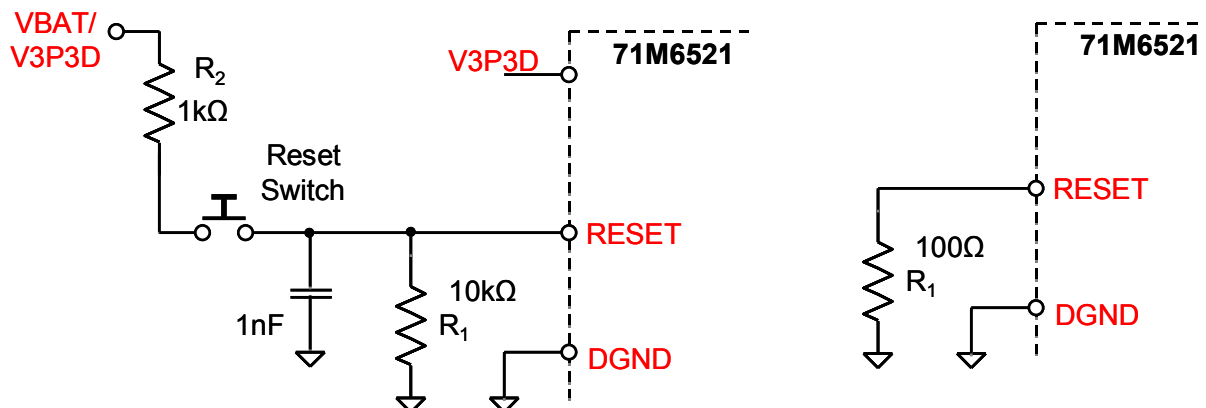 VBAT/
V3P3D
R2
1kΩ
Reset
Switch
1nF
10kΩ
R1
V3P3D
71M6521
RESET
DGND
71M6521
RESET
100Ω
R1
DGND